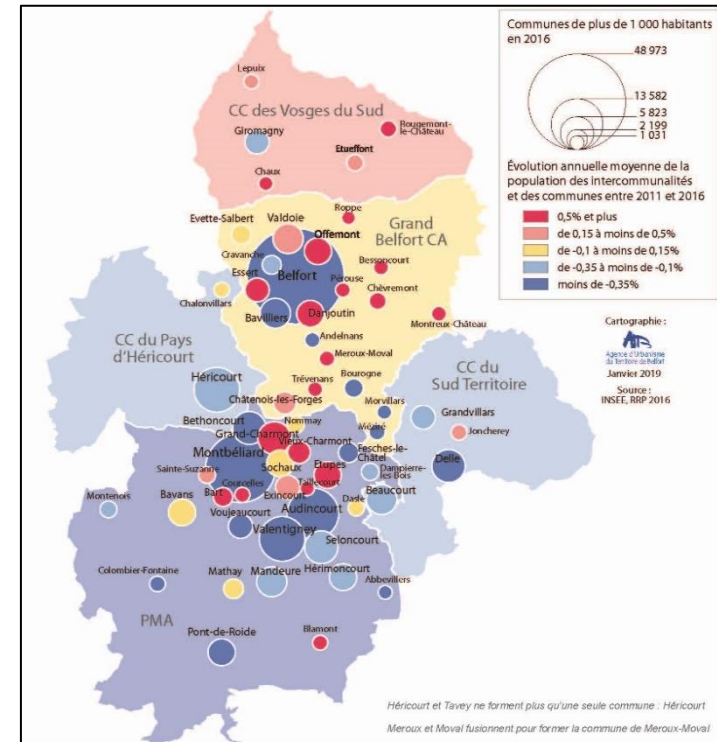 Communes de plus de 1 000 habitants
en 2016
48 973
13 582
5 823
2 199
1 031
Évolution annuelle moyenne de la
population des intercommunalités
et des communes entre 2011 et 2016
0,5% et plus
de 0,15 à moins de 0,5%
de -0,1 à moins de 0,15%
de -0,35 à moins de -0,1%
moins de -0,35%
Cartographie :
Agence d'Urbanisme
du Territoire de Belfort
Janvier 2019
Source :
INSEE, RRP 2016
Lepuix
CC des Vosges du Sud
Giromagny
Rougemont-
le-Château
Etueffont
Chaux
Roppe
Evette-Salbert
Valdoie
Grand
Belfort CA
Offemont
Cravanche
Bessoncourt
Essert
Belfort
Pérouse
Chèvremont
Chalonvillars
Bavilliers
Danjoutin
Montreux-Château
Andelnans
CC du Pays
d'Héricourt
Meroux-Moval
CC du
Sud Territoire
Héricourt
Trévenans
Bourogne
Châtenois-les-Forges
Morvillars
Grandvillars
Bethoncourt
Nommay
Méziré
Joncherey
Grand-Charmont
Vieux-Charmont
Fesches-le-
Châtel
Montbéliard
Sochaux
Etupes
Dampierre-
les-Bois
Delle
Sainte-Suzanne
Courcelles
Taillecourt
Exincourt
Beaucourt
Montenois
Bavans
Bart
Dasle
Voujeaucourt
Audincourt
Valentigney
Seloncourt
Colombier-Fontaine
Mathay
Mandeure
Hérimoncourt
Abbévillers
PMA
Pont-de-Roide
Blamont
Héricourt et Tavey ne forment plus qu'une seule commune : Héricourt
Meroux et Moval fusionnent pour former la commune de Meroux-Moval